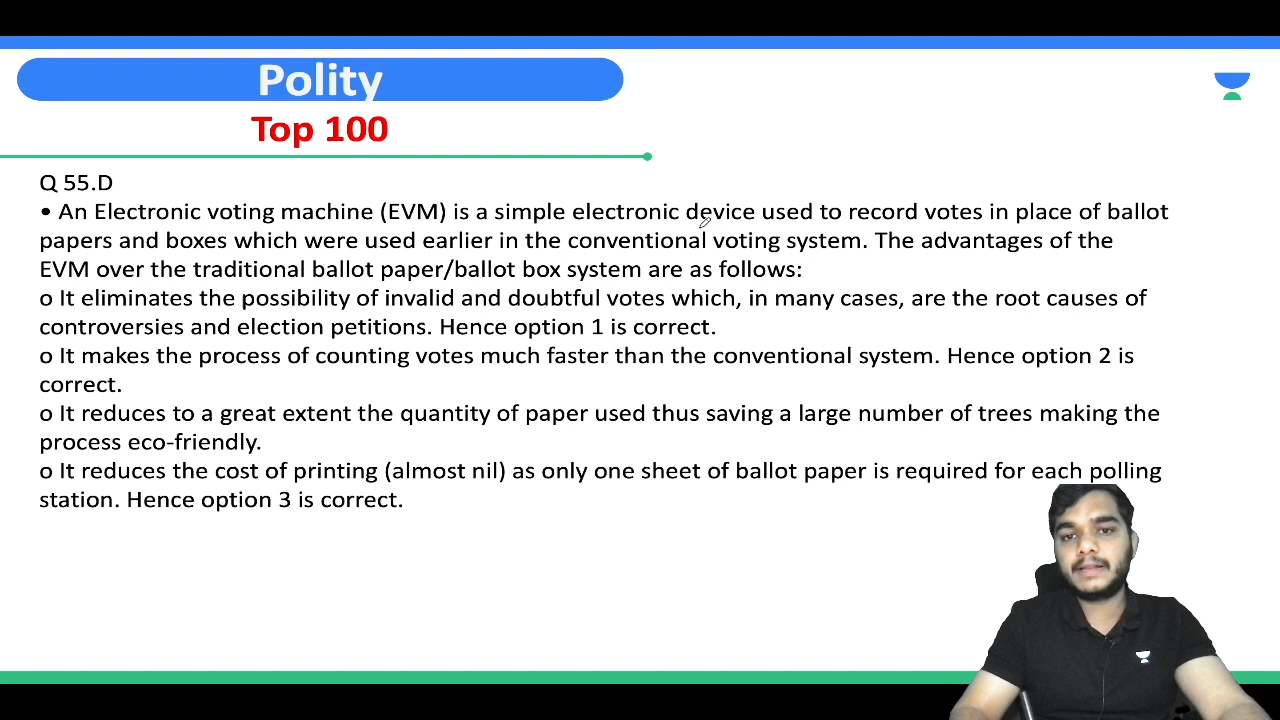 Polity
Top 100
Q 55.D
• An Electronic voting machine (EVM) is a simple electronic device used to record votes in place of ballot
papers and boxes which were used earlier in the conventional voting system. The advantages of the
EVM over the traditional ballot paper/ballot box system are as follows:
o It eliminates the possibility of invalid and doubtful votes which, in many cases, are the root causes of
controversies and election petitions. Hence option 1 is correct.
o It makes the process of counting votes much faster than the conventional system. Hence option 2 is
correct.
o It reduces to a great extent the quantity of paper used thus saving a large number of trees making the
process eco-friendly.
o It reduces the cost of printing (almost nil) as only one sheet of ballot paper is required for each polling
station. Hence option 3 is correct.